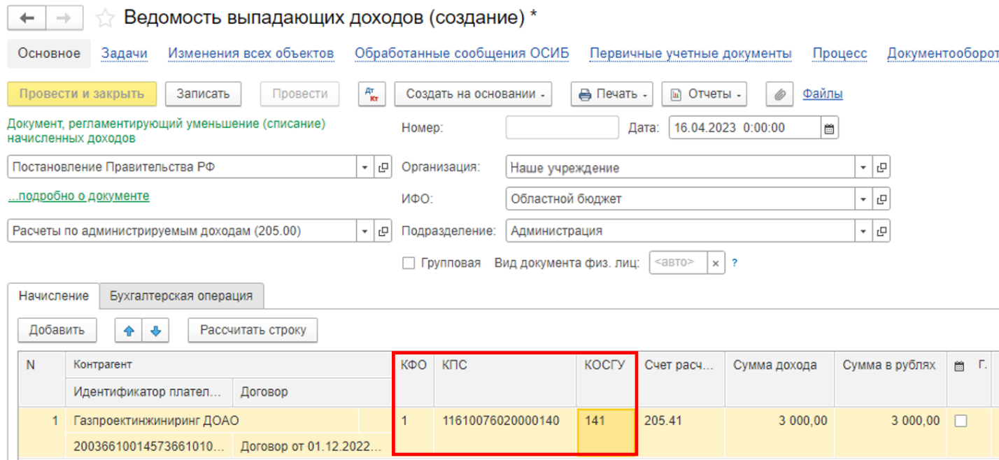 Ведомость выпадающих доходов (создание) *
Основное Задачи Изменения всех объектов Обработанные сообщения ОСИБ Первичные учетные документы Процесс Документооборот
Провести и закрыть Записать Провести Дт Кт Создать на основании Печать Отчеты Файлы
Документ, регламентирующий уменьшение (списание)
начисленных доходов
Номер: Дата: 16.04.2023 0:00:00
Постановление Правительства РФ Организация: Наше учреждение
...подробно о документе ИФО: Областной бюджет
Расчеты по администрируемым доходам (205.00) Подразделение: Администрация
Групповая Вид документа физ. лиц: <авто> × ?
Начисление Бухгалтерская операция
Добавить Рассчитать строку
N Контрагент КФО КПС КОСГУ Счет расч... Сумма дохода Сумма в рублях Г.
Идентификатор плател... Договор
1 Газпроектинжиниринг ДОАО 1 11610076020000140 141 205.41 3 000,00 3 000,00
20036610014573661010... Договор от 01.12.2022...